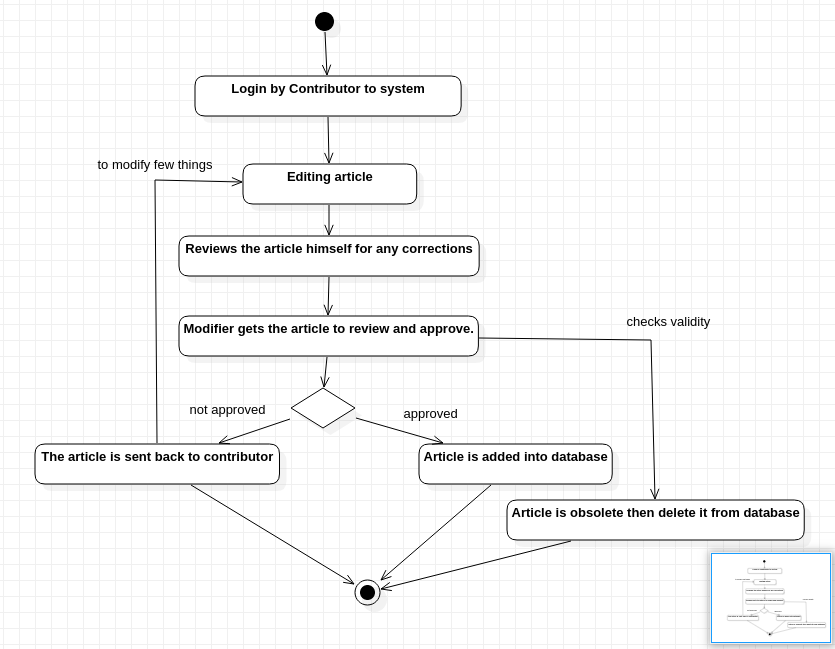 Login by Contributor to system
to modify few things
Editing article
Reviews the article himself for any corrections
Modifier gets the article to review and approve.
checks validity
not approved
approved
The article is sent back to contributor
Article is added into database
Article is obsolete then delete it from database